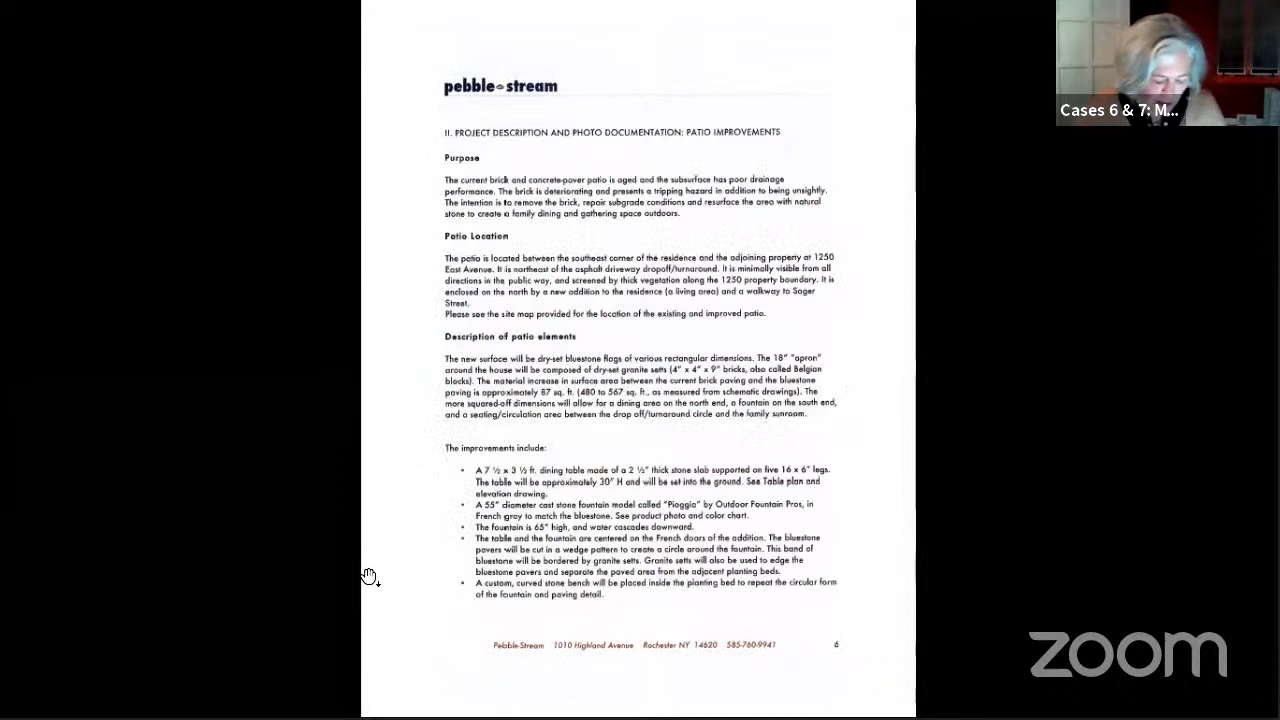 pebble stream
II. PROJECT DESCRIPTION AND PHOTO DOCUMENTATION: PATIO IMPROVEMENTS
Purpose
The current brick and concrete-paver patio is aged and the subsurface has poor drainage
performance. The brick is deteriorating and presents a tripping hazard in addition to being unsightly.
The intention is to remove the brick, repair subgrade conditions and resurface the area with natural
stone to create a family dining and gathering space outdoors.
Patio Location
The patio is located between the southeast corner of the residence and the adjoining property at 1250
East Avenue. It is northeast of the asphalt driveway dropoff/turnaround. It is minimally visible from all
directions in the public way, and screened by thick vegetation along the 1250 property boundary. It is
enclosed on the north by a new addition to the residence (a living area) and a walkway to Sager
Street.
Please see the site map provided for the location of the existing and improved patio.
Description of patio elements
The new surface will be dry-set bluestone flags of various rectangular dimensions. The 18" "apron"
around the house will be composed of dry-set granite setts (4" x 4" x 9" bricks, also called Belgian
blocks). The material increase in surface area between the current brick paving and the bluestone
paving is approximately 87 sq. ft. (480 to 567 sq. ft., as measured from schematic drawings). The
more squared-off dimensions will allow for a dining area on the north end, a fountain on the south end,
and a seating/circulation area between the drop off/turnaround circle and the family sunroom.
The improvements include:
• A 7 ½ x 3 ½ ft. dining table made of a 2 ½" thick stone slab supported on five 16 x 6" legs.
The table will be approximately 30" H and will be set into the ground. See Table plan and
elevation drawing.
• A 55" diameter cast stone fountain model called "Pioggia" by Outdoor Fountain Pros, in
French gray to match the bluestone. See product photo and color chart.
• The fountain is 65" high, and water cascades downward.
• The table and the fountain are centered on the French doors of the addition. The bluestone
pavers will be cut in a wedge pattern to create a circle around the fountain. This band of
bluestone will be bordered by granite setts. Granite setts will also be used to edge the
bluestone pavers and separate the paved area from the adjacent planting beds.
• A custom, curved stone bench will be placed inside the planting bed to repeat the circular form
of the fountain and paving detail.
Pebble-Stream 1010 Highland Avenue Rochester NY 14620 585-760-9941 6
Cases 6 & 7: M...
zoom